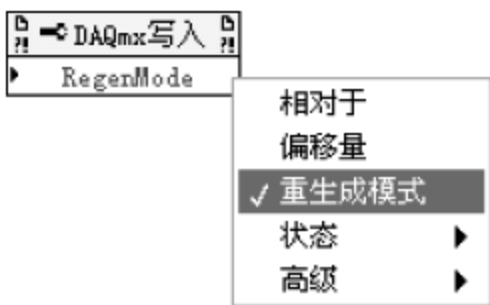 DAQmx写入
RegenMode
相对于
偏移量
✓ 重生成模式
状态
高级